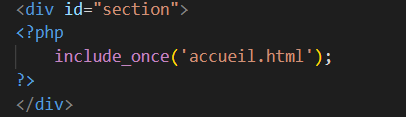 <div id="section">
<?php
    include_once('accueil.html');
?>
</div>